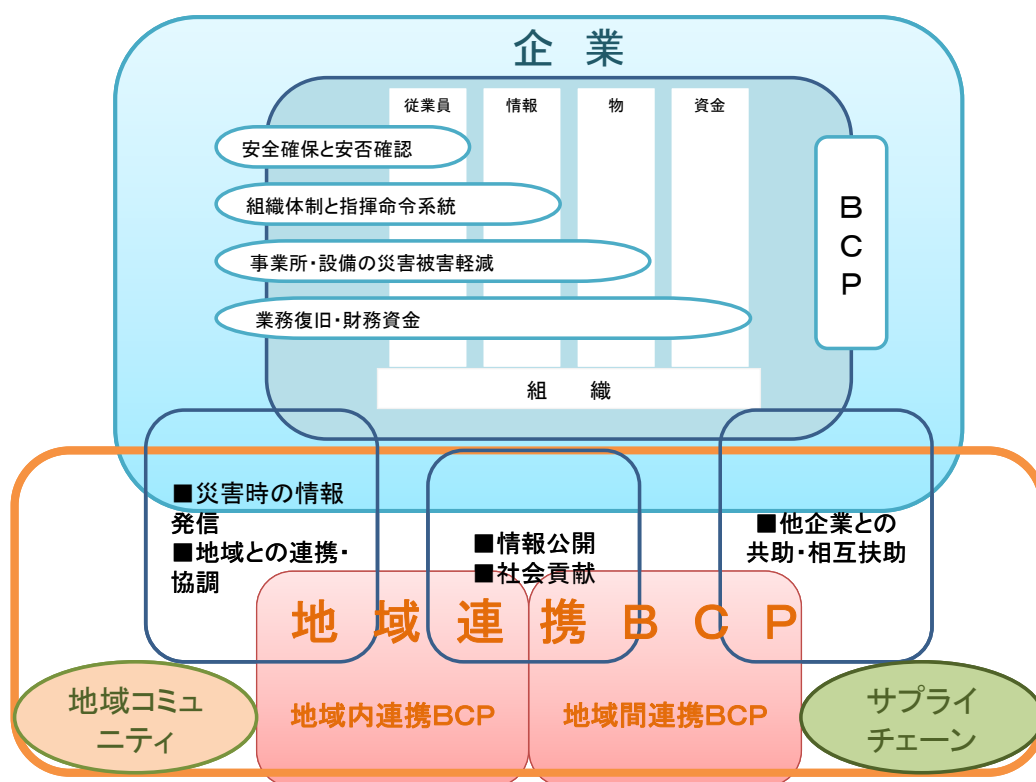 企　業
従業員
情報
物
資金
安全確保と安否確認
組織体制と指揮命令系統
事業所・設備の災害被害軽減
業務復旧・財務資金
B
C
P
組　　織
■災害時の情報
発信
■地域との連携・
協調
■情報公開
■社会貢献
■他企業との
共助・相互扶助
地　域　連　携　B　C　P
地域コミュ
ニティ
地域内連携BCP
地域間連携BCP
サプライ
チェーン